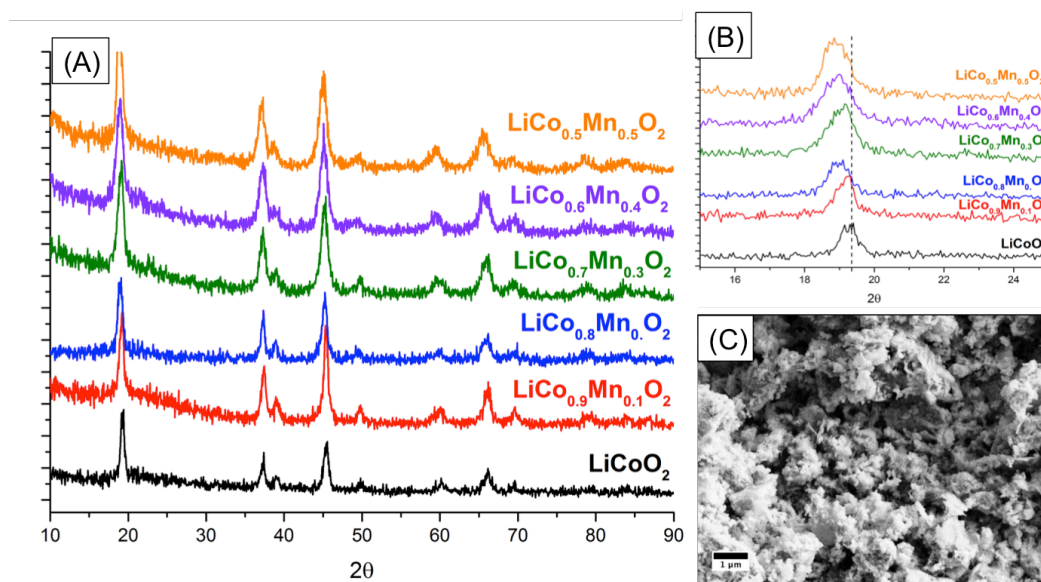 (A)
LiCo0.5Mn0.5O2
LiCo0.6Mn0.4O2
LiCo0.7Mn0.3O2
LiCo0.8Mn0.O2
LiCo0.9Mn0.1O2
LiCoO2
10 20 30 40 50 60 70 80 90
2θ
(B)
LiCo0.5Mn0.5O2
LiCo0.6Mn0.4O
LiCo0.7Mn0.3O
LiCo0.8Mn0.O
LiCo0.9Mn0.1O
LiCoO
16 18 20 22 24
2θ
(C)
1 μm